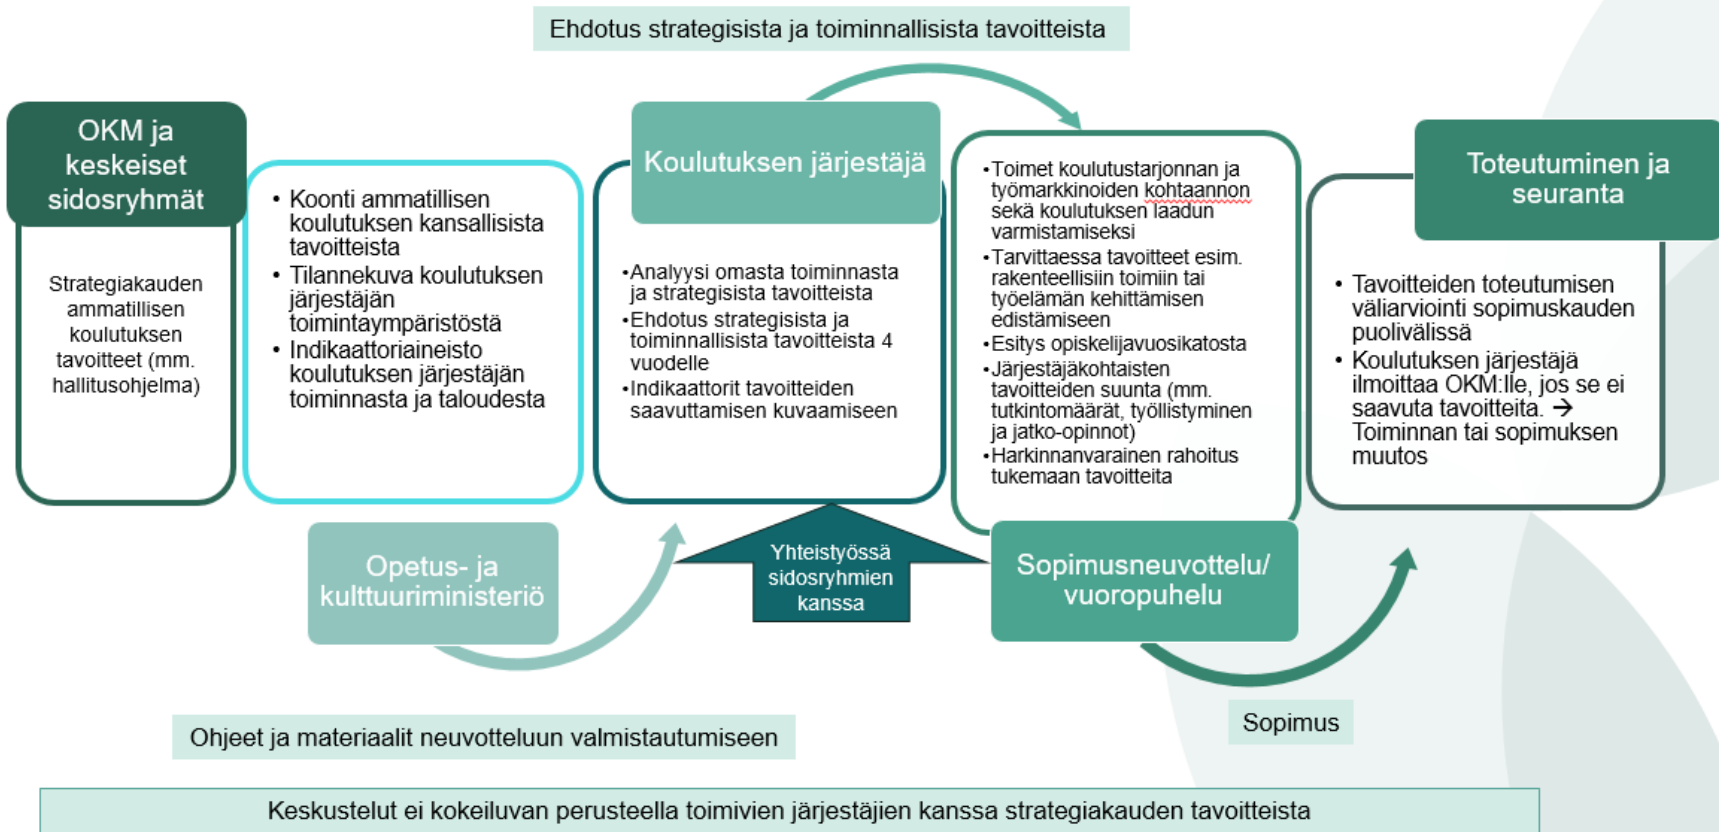 Ehdotus strategisista ja toiminnallisista tavoitteista
OKM ja
keskeiset
sidosryhmät
Strategiakauden
ammatillisen
koulutuksen
tavoitteet (mm.
hallitusohjelma)
• Koonti ammatillisen
koulutuksen kansallisista
tavoitteista
• Tilannekuva koulutuksen
järjestäjän
toimintaympäristöstä
• Indikaattoriaineisto
koulutuksen järjestäjän
toiminnasta ja taloudesta
Opetus- ja
kulttuuriministeriö
Koulutuksen järjestäjä
•Analyysi omasta toiminnasta
ja strategisista tavoitteista
•Ehdotus strategisista ja
toiminnallisista tavoitteista 4
vuodelle
•Indikaattorit tavoitteiden
saavuttamisen kuvaamiseen
Yhteistyössä
sidosryhmien
kanssa
•Toimet koulutustarjonnan ja
työmarkkinoiden kohtaannon
sekä koulutuksen laadun
varmistamiseksi
•Tarvittaessa tavoitteet esim.
rakenteellisiin toimiin tai
työelämän kehittämisen
edistämiseen
•Esitys opiskelijavuosikatosta
•Järjestäjäkohtaisten
tavoitteiden suunta (mm.
tutkintomäärät, työllistyminen
ja jatko-opinnot)
•Harkinnanvarainen rahoitus
tukemaan tavoitteita
Sopimusneuvottelu/
vuoropuhelu
Toteutuminen ja
seuranta
• Tavoitteiden toteutumisen
väliarviointi sopimuskauden
puolivälissä
• Koulutuksen järjestäjä
ilmoittaa OKM:lle, jos se ei
saavuta tavoitteita. →
Toiminnan tai sopimuksen
muutos
Ohjeet ja materiaalit neuvotteluun valmistautumiseen
Sopimus
Keskustelut ei kokeiluvan perusteella toimivien järjestäjien kanssa strategiakauden tavoitteista